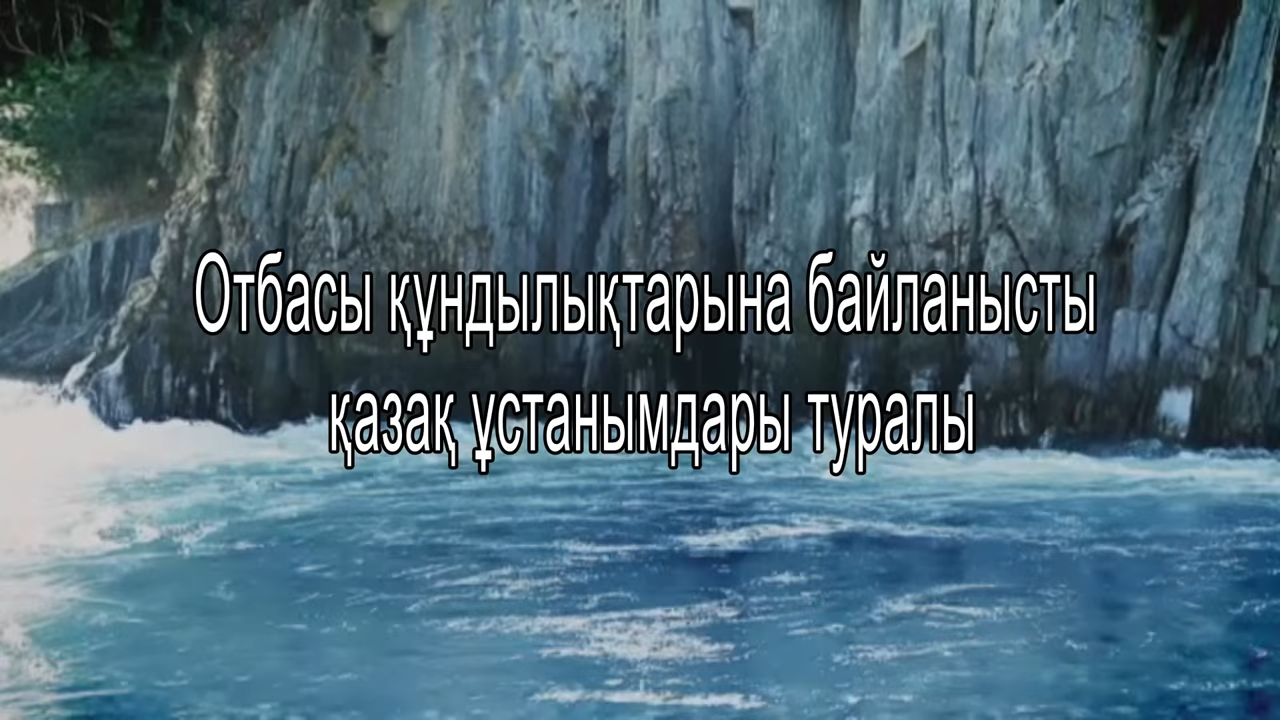 Отбасы құндылықтарына байланысты
қазақ ұстанымдары туралы